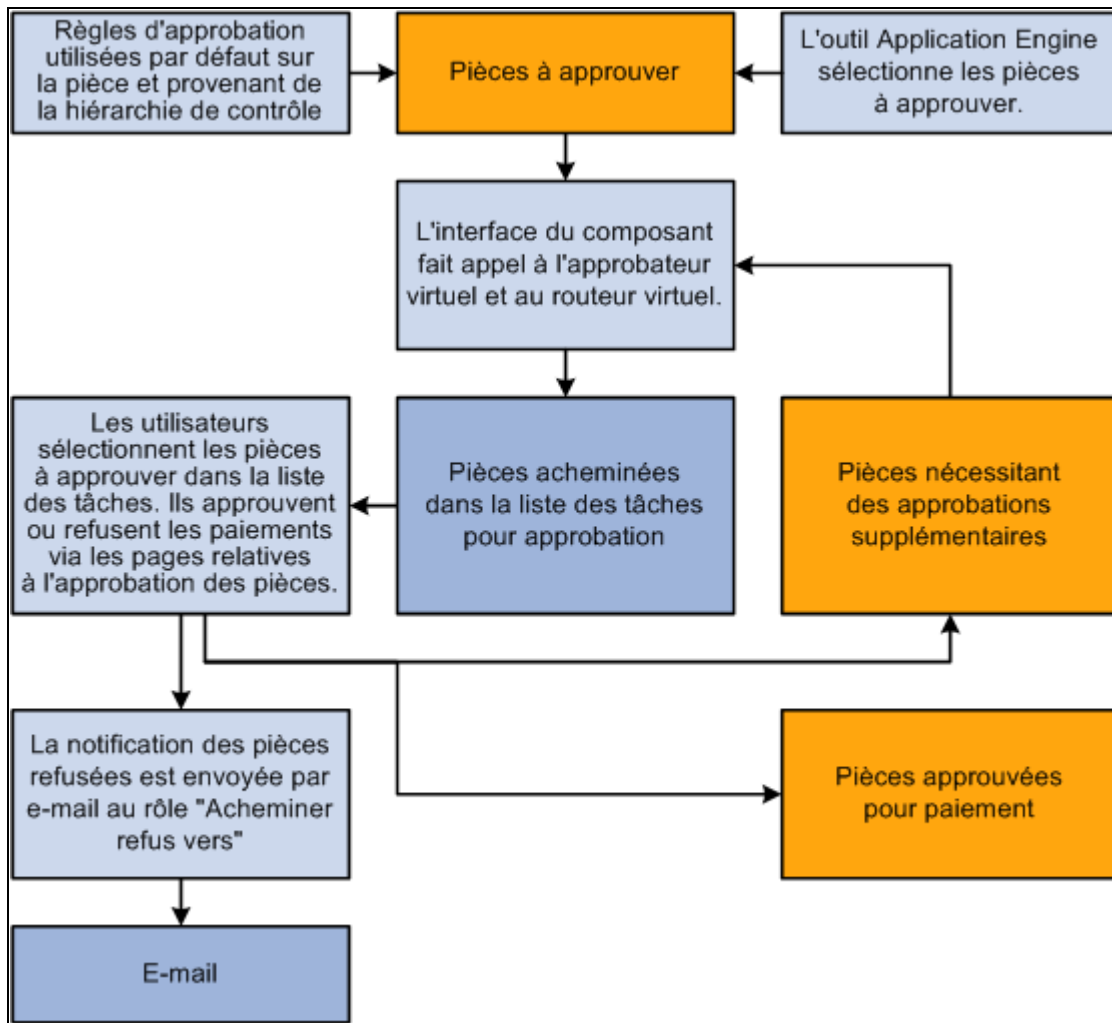 Règles d'approbation
utilisées par défaut sur
la pièce et provenant de
la hiérarchie de contrôle
Pièces à approuver
L'outil Application Engine
sélectionne les pièces
à approuver.
L'interface du composant
fait appel à l'approbateur
virtuel et au routeur virtuel.
Les utilisateurs
sélectionnent les pièces
à approuver dans la liste
des tâches. Ils approuvent
ou refusent les paiements
via les pages relatives
à l'approbation des pièces.
Pièces acheminées
dans la liste des tâches
pour approbation
Pièces nécessitant
des approbations
supplémentaires
La notification des pièces
refusées est envoyée par
e-mail au rôle "Acheminer
refus vers"
Pièces approuvées
pour paiement
E-mail